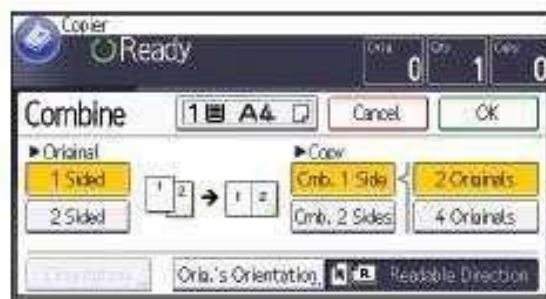 Copier
Ready
Orig. Qty Copy
0 1 0
Combine 1 A4 Cancel OK
►Original ►Copy
1 Sided 1 2 → 1 2 Cmb. 1 Side 2 Originals
2 Sided Cmb. 2 Sides 4 Originals
Orientation Orig.'s Orientation R R Readable Direction